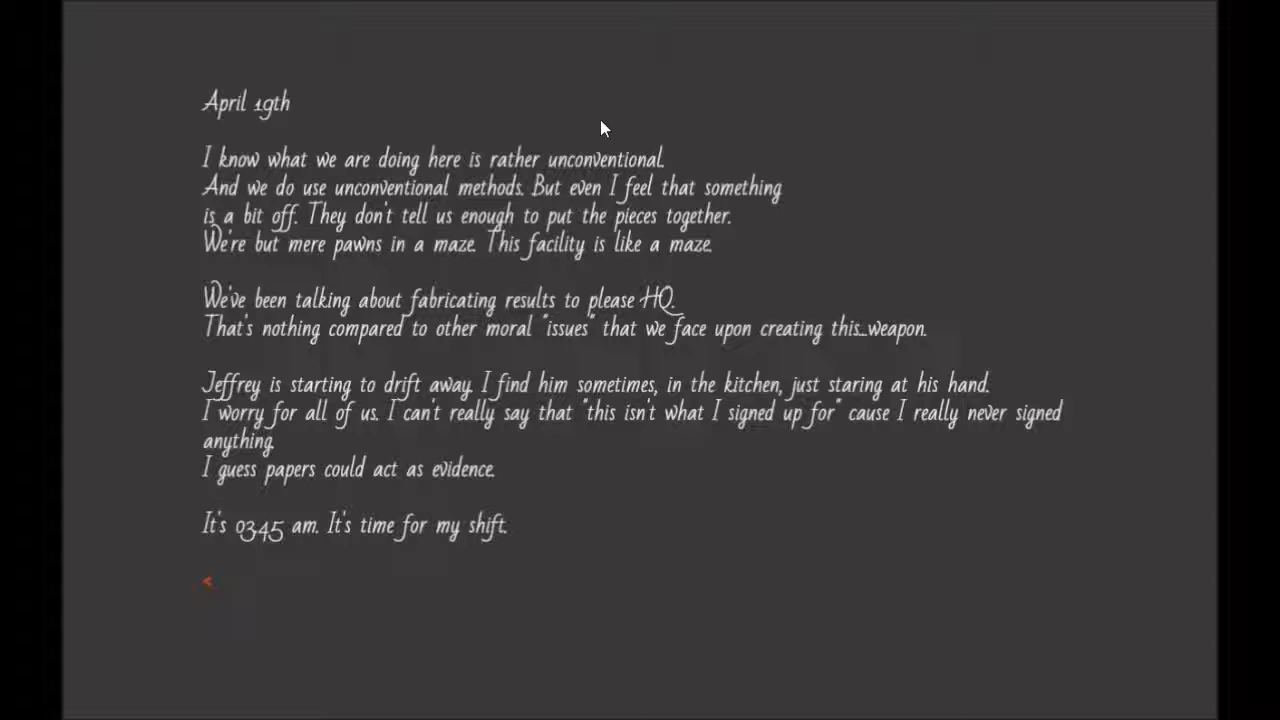 April 19th
I know what we are doing here is rather unconventional.
And we do use unconventional methods. But even I feel that something
is a bit off. They don't tell us enough to put the pieces together.
We're but mere pawns in a maze. This facility is like a maze.
We've been talking about fabricating results to please HQ.
That's nothing compared to other moral "issues" that we face upon creating this...weapon.
Jeffrey is starting to drift away. I find him sometimes, in the kitchen, just staring at his hand.
I worry for all of us. I can't really say that "this isn't what I signed up for" cause I really never signed
anything.
I guess papers could act as evidence.
It's 0345 am. It's time for my shift.
<